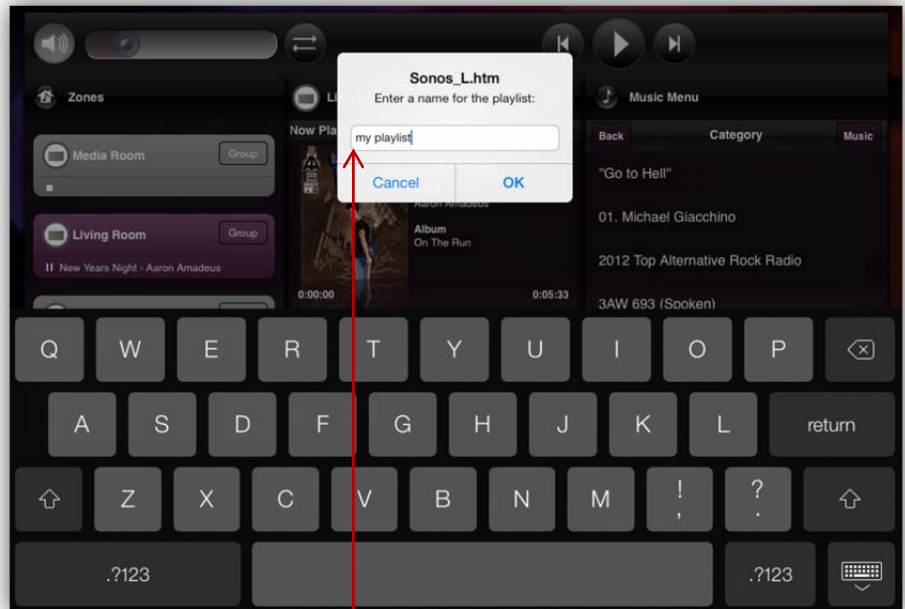 Sonos_L.htm
Enter a name for the playlist:
my playlist
Cancel
OK
Zones
Media Room
Group
Living Room
Group
New Years Night - Aaron Amadeus
Now Pla
Aaron Amadeus
Album
On The Run
0:00:00
0:05:33
Music Menu
Back
Category
Music
"Go to Hell"
01. Michael Giacchino
2012 Top Alternative Rock Radio
3AW 693 (Spoken)
Q W E R T Y U I O P
A S D F G H J K L return
Z X C V B N M ! , ? .
.?123 .?123